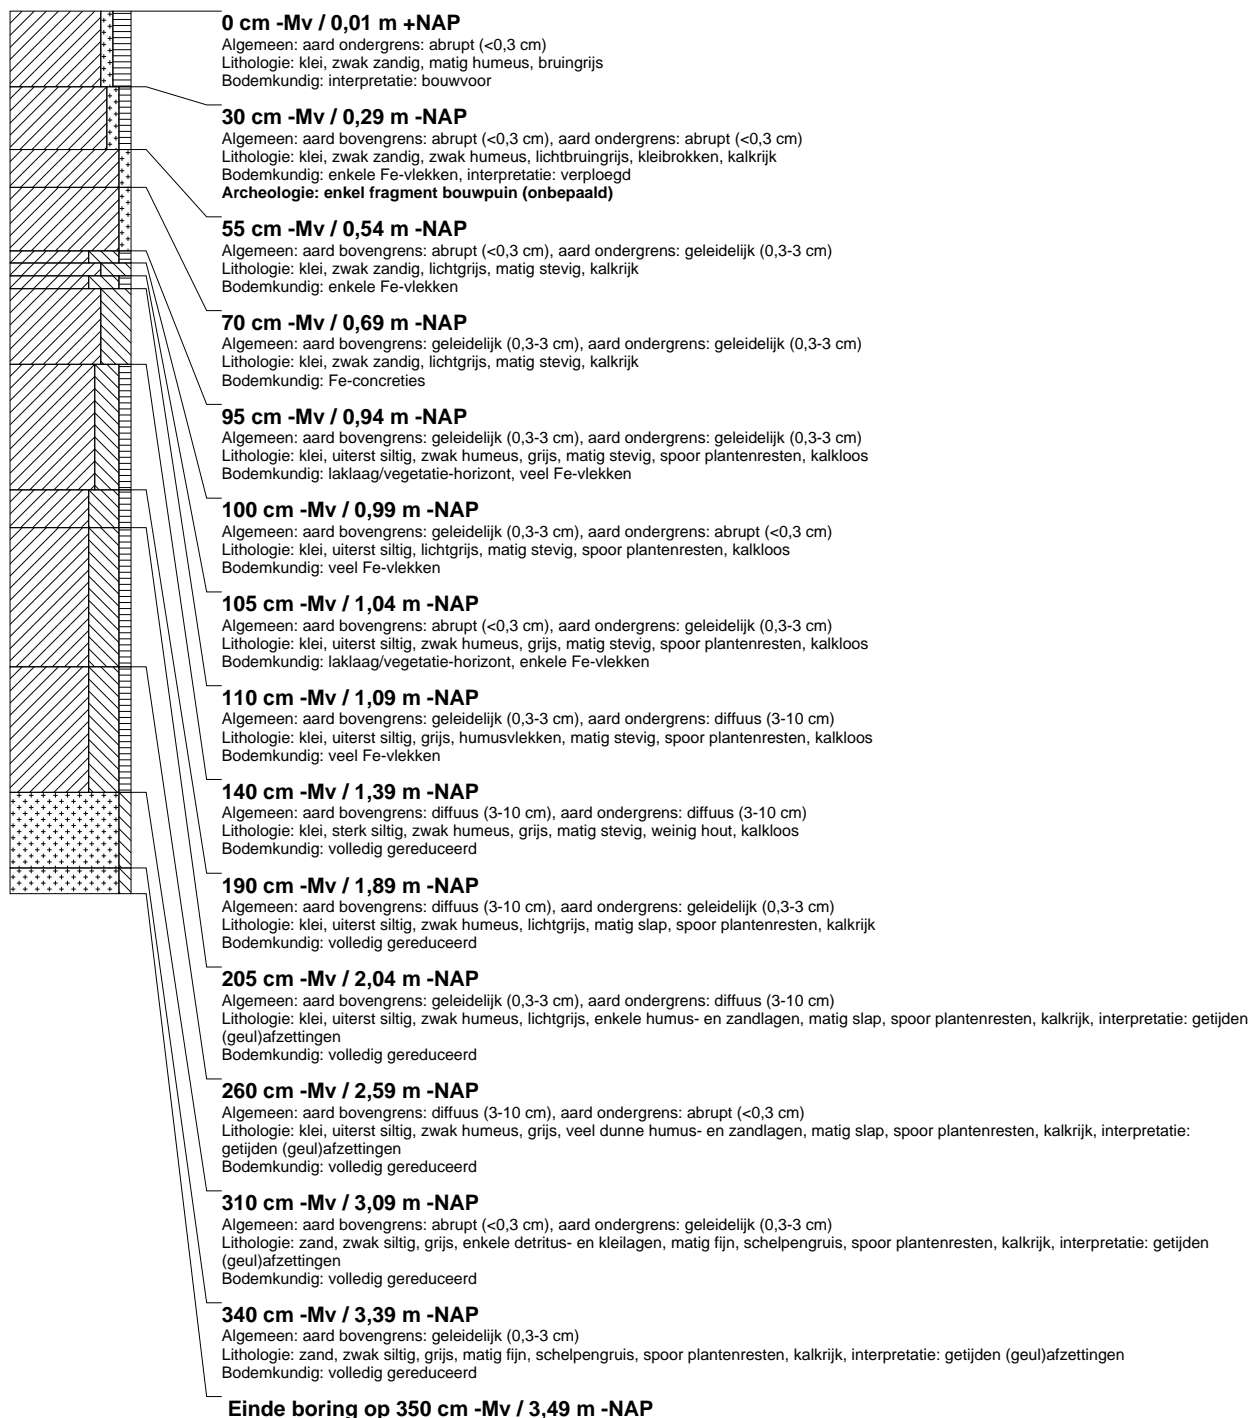 0 cm -Mv / 0,01 m +NAP
Algemeen: aard ondergrens: abrupt (<0,3 cm)
Lithologie: klei, zwak zandig, matig humeus, bruingrijs
Bodemkundig: interpretatie: bouwvoor
30 cm -Mv / 0,29 m -NAP
Algemeen: aard bovengrens: abrupt (<0,3 cm), aard ondergrens: abrupt (<0,3 cm)
Lithologie: klei, zwak zandig, zwak humeus, lichtbruingrijs, kleibrokken, kalkrijk
Bodemkundig: enkele Fe-vlekken, interpretatie: verploegd
Archeologie: enkel fragment bouwpuin (onbepaald)
55 cm -Mv / 0,54 m -NAP
Algemeen: aard bovengrens: abrupt (<0,3 cm), aard ondergrens: geleidelijk (0,3-3 cm)
Lithologie: klei, zwak zandig, lichtgrijs, matig stevig, kalkrijk
Bodemkundig: enkele Fe-vlekken
70 cm -Mv / 0,69 m -NAP
Algemeen: aard bovengrens: geleidelijk (0,3-3 cm), aard ondergrens: geleidelijk (0,3-3 cm)
Lithologie: klei, zwak zandig, lichtgrijs, matig stevig, kalkrijk
Bodemkundig: Fe-concreties
95 cm -Mv / 0,94 m -NAP
Algemeen: aard bovengrens: geleidelijk (0,3-3 cm), aard ondergrens: geleidelijk (0,3-3 cm)
Lithologie: klei, uiterst siltig, zwak humeus, grijs, matig stevig, spoor plantenresten, kalkloos
Bodemkundig: laklaag/vegetatie-horizont, veel Fe-vlekken
100 cm -Mv / 0,99 m -NAP
Algemeen: aard bovengrens: geleidelijk (0,3-3 cm), aard ondergrens: abrupt (<0,3 cm)
Lithologie: klei, uiterst siltig, lichtgrijs, matig stevig, spoor plantenresten, kalkloos
Bodemkundig: veel Fe-vlekken
105 cm -Mv / 1,04 m -NAP
Algemeen: aard bovengrens: abrupt (<0,3 cm), aard ondergrens: geleidelijk (0,3-3 cm)
Lithologie: klei, uiterst siltig, zwak humeus, grijs, matig stevig, spoor plantenresten, kalkloos
Bodemkundig: laklaag/vegetatie-horizont, enkele Fe-vlekken
110 cm -Mv / 1,09 m -NAP
Algemeen: aard bovengrens: geleidelijk (0,3-3 cm), aard ondergrens: diffuus (3-10 cm)
Lithologie: klei, uiterst siltig, grijs, humusvlekken, matig stevig, spoor plantenresten, kalkloos
Bodemkundig: veel Fe-vlekken
140 cm -Mv / 1,39 m -NAP
Algemeen: aard bovengrens: diffuus (3-10 cm), aard ondergrens: diffuus (3-10 cm)
Lithologie: klei, sterk siltig, zwak humeus, grijs, matig stevig, weinig hout, kalkloos
Bodemkundig: volledig gereduceerd
190 cm -Mv / 1,89 m -NAP
Algemeen: aard bovengrens: diffuus (3-10 cm), aard ondergrens: geleidelijk (0,3-3 cm)
Lithologie: klei, uiterst siltig, zwak humeus, lichtgrijs, matig slap, spoor plantenresten, kalkrijk
Bodemkundig: volledig gereduceerd
205 cm -Mv / 2,04 m -NAP
Algemeen: aard bovengrens: geleidelijk (0,3-3 cm), aard ondergrens: diffuus (3-10 cm)
Lithologie: klei, uiterst siltig, zwak humeus, lichtgrijs, enkele humus- en zandlagen, matig slap, spoor plantenresten, kalkrijk, interpretatie: getijden
(geul)afzettingen
Bodemkundig: volledig gereduceerd
260 cm -Mv / 2,59 m -NAP
Algemeen: aard bovengrens: diffuus (3-10 cm), aard ondergrens: abrupt (<0,3 cm)
Lithologie: klei, uiterst siltig, zwak humeus, grijs, veel dunne humus- en zandlagen, matig slap, spoor plantenresten, kalkrijk, interpretatie:
getijden (geul)afzettingen
Bodemkundig: volledig gereduceerd
310 cm -Mv / 3,09 m -NAP
Algemeen: aard bovengrens: abrupt (<0,3 cm), aard ondergrens: geleidelijk (0,3-3 cm)
Lithologie: zand, zwak siltig, grijs, enkele detritus- en kleilagen, matig fijn, schelpengruis, spoor plantenresten, kalkrijk, interpretatie: getijden
(geul)afzettingen
Bodemkundig: volledig gereduceerd
340 cm -Mv / 3,39 m -NAP
Algemeen: aard bovengrens: geleidelijk (0,3-3 cm)
Lithologie: zand, zwak siltig, grijs, matig fijn, schelpengruis, spoor plantenresten, kalkrijk, interpretatie: getijden (geul)afzettingen
Bodemkundig: volledig gereduceerd
Einde boring op 350 cm -Mv / 3,49 m -NAP